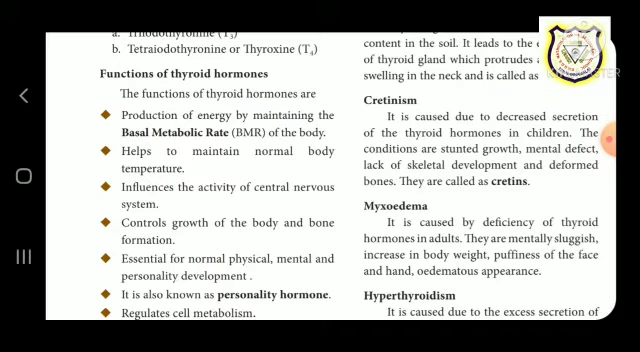 a. Triiodothyronine (T3)
b. Tetraiodothyronine or Thyroxine (T4)
Functions of thyroid hormones
The functions of thyroid hormones are
Production of energy by maintaining the
Basal Metabolic Rate (BMR) of the body.
Helps to maintain normal body
temperature.
Influences the activity of central nervous
system.
Controls growth of the body and bone
formation.
Essential for normal physical, mental and
personality development .
It is also known as personality hormone.
Regulates cell metabolism.
content in the soil. It leads to the
of thyroid gland which protrudes
swelling in the neck and is called as
Cretinism
It is caused due to decreased secretion
of the thyroid hormones in children. The
conditions are stunted growth, mental defect,
lack of skeletal development and deformed
bones. They are called as cretins.
Myxoedema
It is caused by deficiency of thyroid
hormones in adults. They are mentally sluggish,
increase in body weight, puffiness of the face
and hand, oedematous appearance.
Hyperthyroidism
It is caused due to the excess secretion of